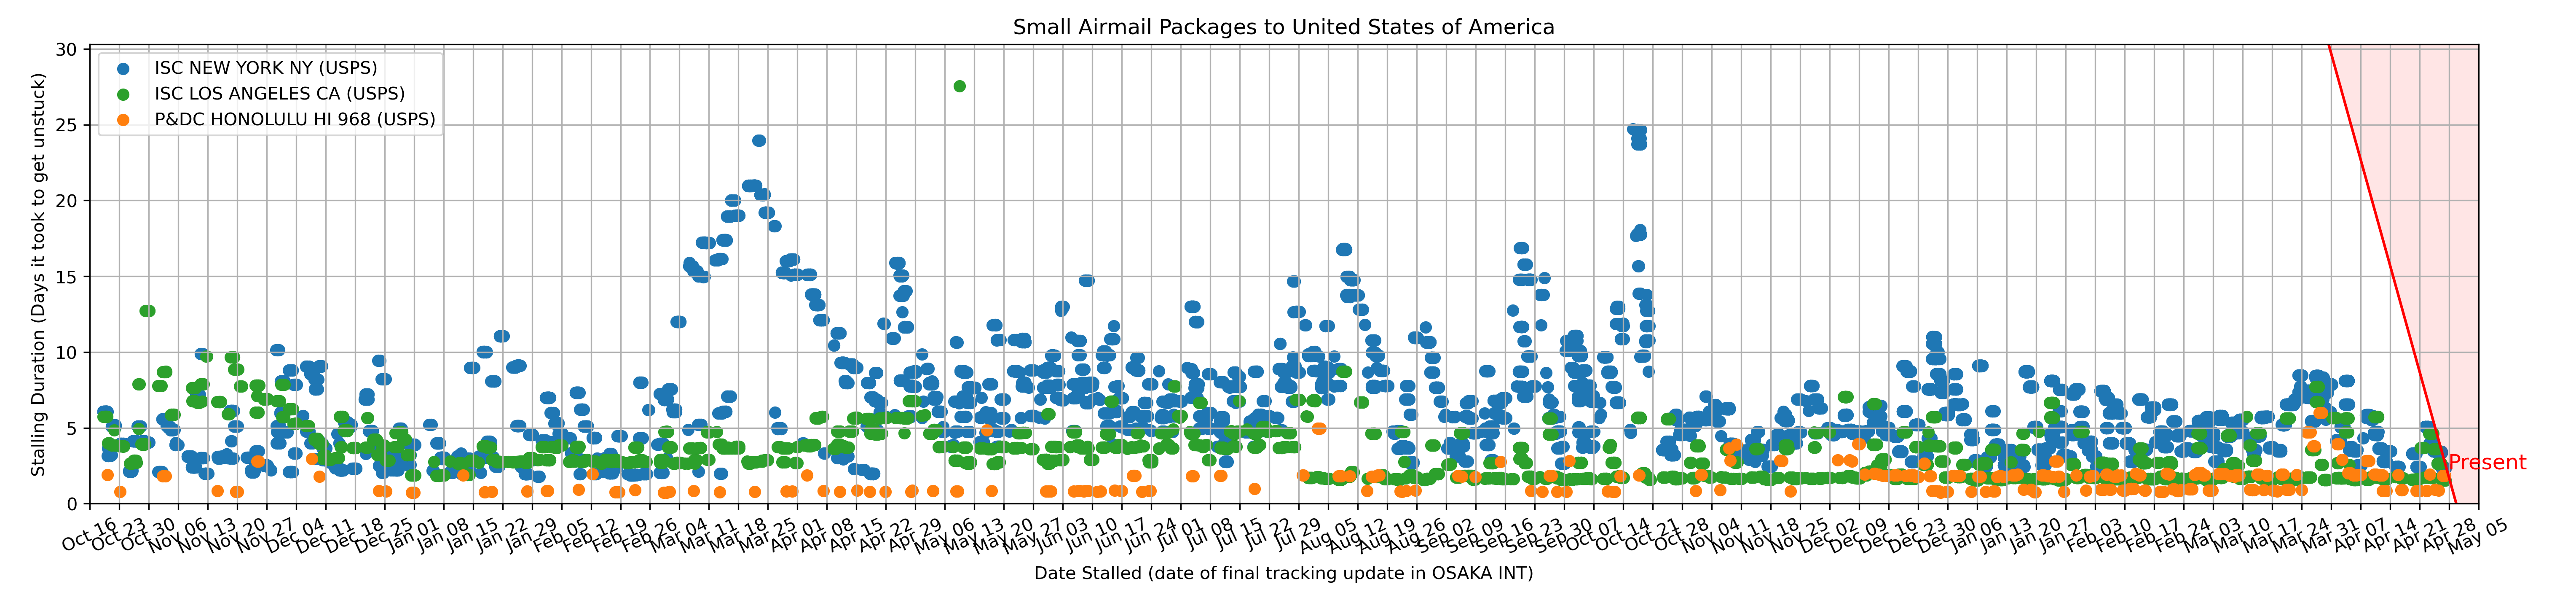 Small Airmail Packages to United States of America
ISC NEW YORK NY (USPS)
ISC LOS ANGELES CA (USPS)
P&DC HONOLULU HI 968 (USPS)
Stalling Duration (Days it took to get unstuck)
30
25
20
15
10
5
0
Present
Oct 16
Oct 23
Oct 30
Nov 06
Nov 13
Nov 20
Nov 27
Dec 04
Dec 11
Dec 18
Dec 25
Jan 01
Jan 08
Jan 15
Jan 22
Jan 29
Feb 05
Feb 12
Feb 19
Feb 26
Mar 04
Mar 11
Mar 18
Mar 25
Apr 01
Apr 08
Apr 15
Apr 22
Apr 29
May 06
May 13
May 20
May 27
Jun 03
Jun 10
Jun 17
Jun 24
Jul 01
Jul 08
Jul 15
Jul 22
Jul 29
Aug 05
Aug 12
Aug 19
Aug 26
Sep 02
Sep 09
Sep 16
Sep 23
Sep 30
Oct 07
Oct 14
Oct 21
Oct 28
Nov 04
Nov 11
Nov 18
Nov 25
Dec 02
Dec 09
Dec 16
Dec 23
Dec 30
Jan 06
Jan 13
Jan 20
Jan 27
Feb 03
Feb 10
Feb 17
Feb 24
Mar 03
Mar 10
Mar 17
Mar 24
Mar 31
Apr 07
Apr 14
Apr 21
Apr 28
May 05
Date Stalled (date of final tracking update in OSAKA INT)